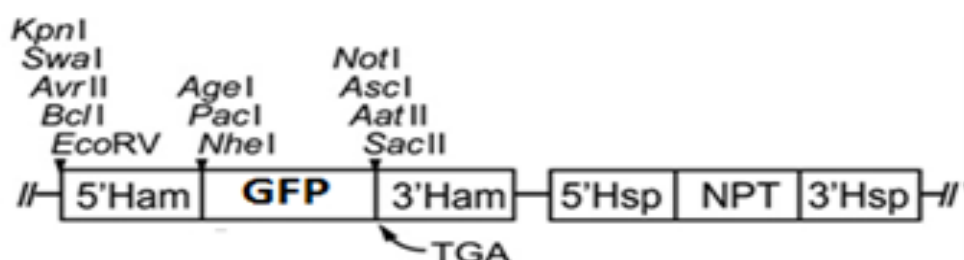 KpnI
SwaI
AvrII
BclI
EcoRV
AgeI
PacI
NheI
NotI
AscI
AatII
SacII
5'Ham
GFP
3'Ham
5'Hsp
NPT
3'Hsp
TGA